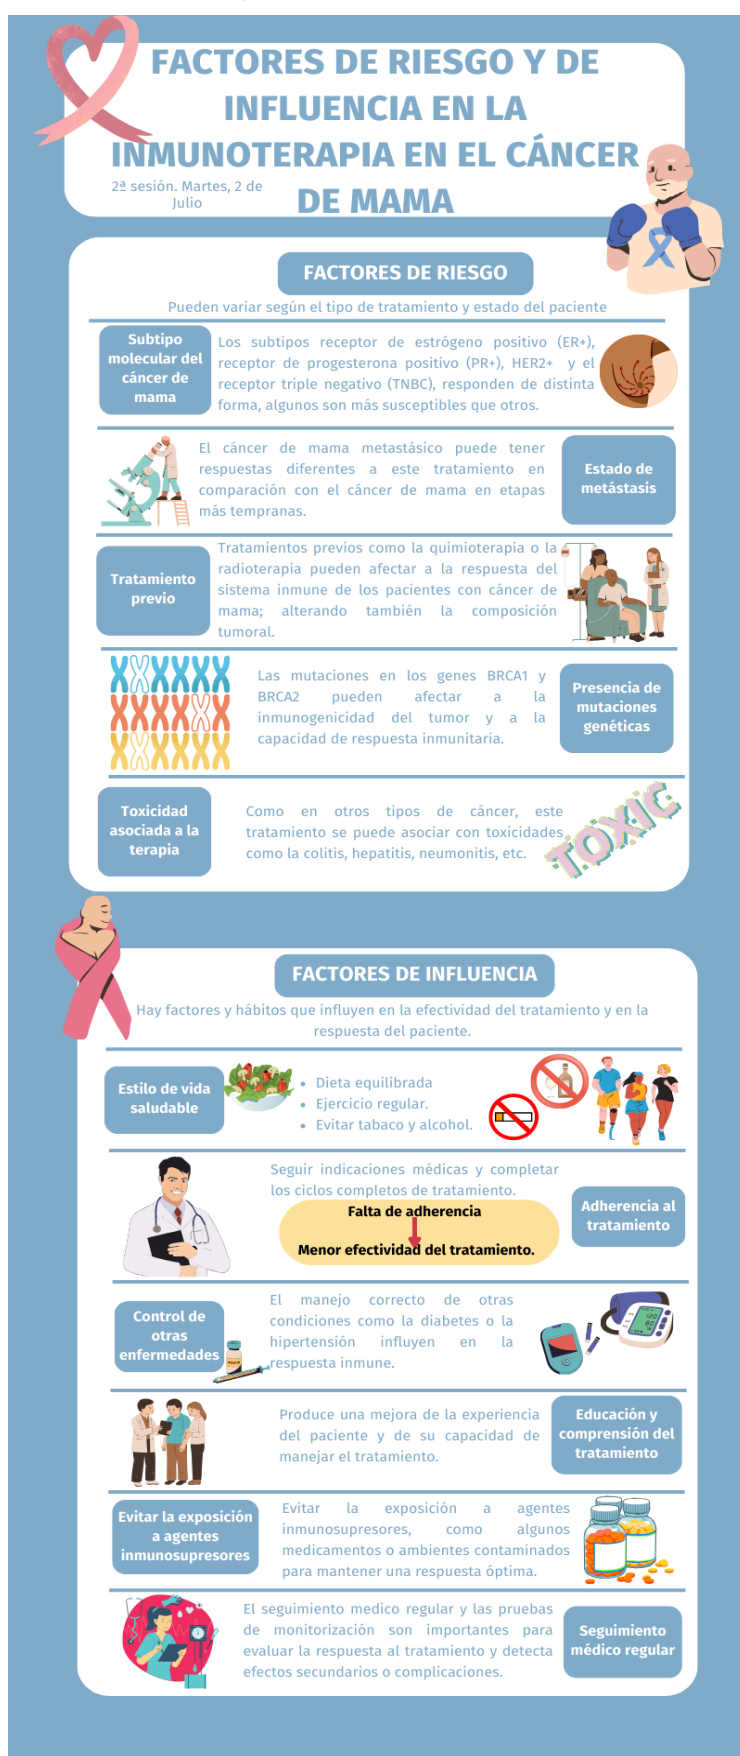 FACTORES DE RIESGO Y DE
INFLUENCIA EN LA
INMUNOTERAPIA EN EL CÁNCER
DE MAMA
2ª sesión. Martes, 2 de
Julio
FACTORES DE RIESGO
Pueden variar según el tipo de tratamiento y estado del paciente
Subtipo
molecular del
cáncer de
mama
Los subtipos receptor de estrógeno positivo (ER+),
receptor de progesterona positivo (PR+), HER2+ y el
receptor triple negativo (TNBC), responden de distinta
forma, algunos son más susceptibles que otros.
El cáncer de mama metastásico puede tener
respuestas diferentes a este tratamiento en
comparación con el cáncer de mama en etapas
más tempranas.
Estado de
metástasis
Tratamiento
previo
Tratamientos previos como la quimioterapia o la
radioterapia pueden afectar a la respuesta del
sistema inmune de los pacientes con cáncer de
mama; alterando también la composición
tumoral.
Las mutaciones en los genes BRCA1 y
BRCA2 pueden afectar a la
inmunogenicidad del tumor y a la
capacidad de respuesta inmunitaria.
Presencia de
mutaciones
genéticas
Toxicidad
asociada a la
terapia
Como en otros tipos de cáncer, este
tratamiento se puede asociar con toxicidades
como la colitis, hepatitis, neumonitis, etc.
TOXIC
FACTORES DE INFLUENCIA
Hay factores y hábitos que influyen en la efectividad del tratamiento y en la
respuesta del paciente.
Estilo de vida
saludable
• Dieta equilibrada
• Ejercicio regular.
• Evitar tabaco y alcohol.
Seguir indicaciones médicas y completar
los ciclos completos de tratamiento.
Falta de adherencia
Menor efectividad del tratamiento.
Adherencia al
tratamiento
Control de
otras
enfermedades
El manejo correcto de otras
condiciones como la diabetes o la
hipertensión influyen en la
respuesta inmune.
Produce una mejora de la experiencia
del paciente y de su capacidad de
manejar el tratamiento.
Educación y
comprensión del
tratamiento
Evitar la exposición
a agentes
inmunosupresores
Evitar la exposición a agentes
inmunosupresores, como algunos
medicamentos o ambientes contaminados
para mantener una respuesta óptima.
El seguimiento medico regular y las pruebas
de monitorización son importantes para
evaluar la respuesta al tratamiento y detecta
efectos secundarios o complicaciones.
Seguimiento
médico regular